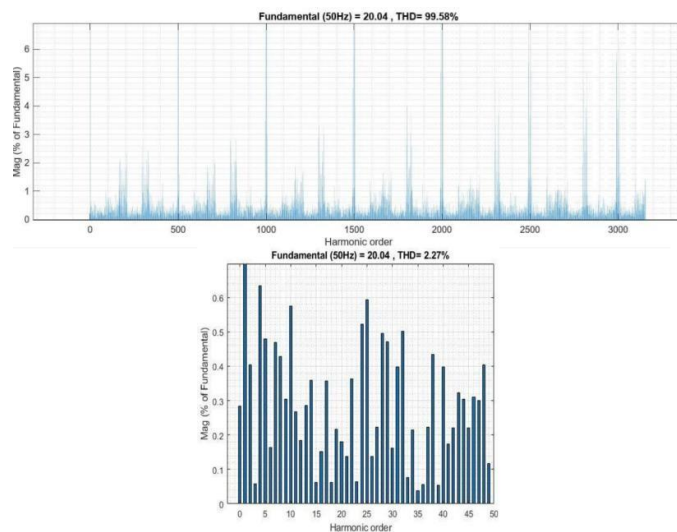 Fundamental (50Hz) = 20.04 , THD= 99.58%
6
5
4
3
2
1
0
Mag (% of Fundamental)
0 500 1000 1500 2000 2500 3000
Harmonic order
Fundamental (50Hz) = 20.04 , THD= 2.27%
0.6
0.5
0.4
0.3
0.2
0.1
0
Mag (% of Fundamental)
0 5 10 15 20 25 30 35 40 45 50
Harmonic order